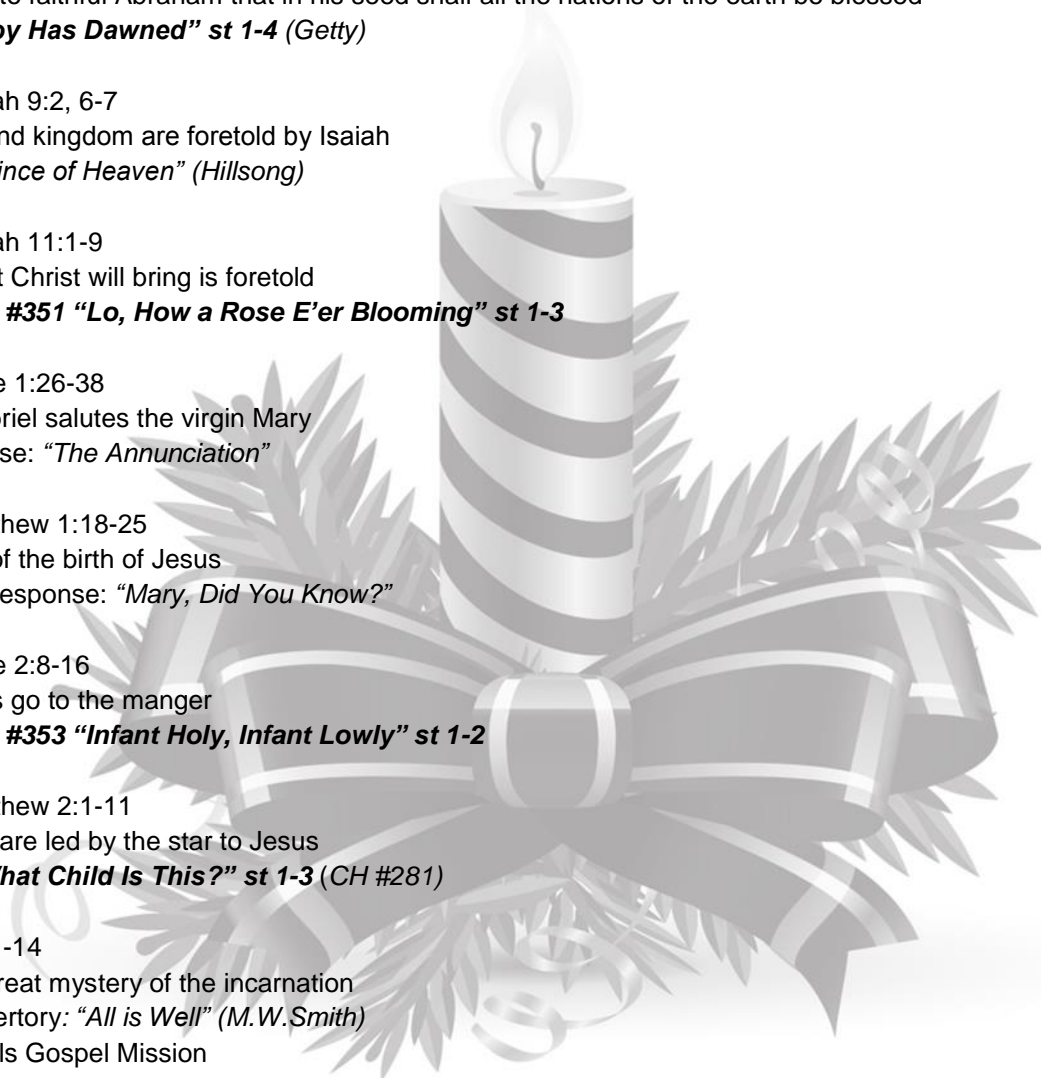 to faithful Abraham that in his seed shall all the nations of the earth be blessed
oy Has Dawned” st 1-4 (Getty)
ah 9:2, 6-7
nd kingdom are foretold by Isaiah
ince of Heaven” (Hillsong)
ah 11:1-9
t Christ will bring is foretold
#351 “Lo, How a Rose E’er Blooming” st 1-3
e 1:26-38
riel salutes the virgin Mary
se: “The Annunciation”
hew 1:18-25
of the birth of Jesus
esponse: “Mary, Did You Know?”
e 2:8-16
s go to the manger
#353 “Infant Holy, Infant Lowly” st 1-2
thew 2:1-11
are led by the star to Jesus
hat Child Is This?” st 1-3 (CH #281)
-14
reat mystery of the incarnation
ertory: “All is Well” (M.W.Smith)
ls Gospel Mission